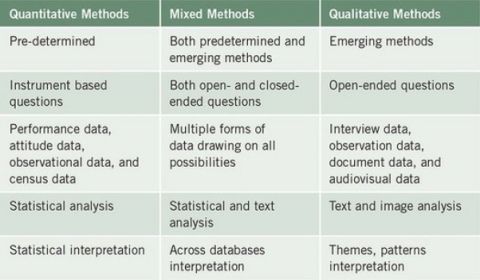 Quantitative Methods
Mixed Methods
Qualitative Methods
Pre-determined
Both predetermined and
emerging methods
Emerging methods
Instrument based
questions
Both open- and closed-
ended questions
Open-ended questions
Performance data,
attitude data,
observational data, and
census data
Multiple forms of
data drawing on all
possibilities
Interview data,
observation data,
document data, and
audiovisual data
Statistical analysis
Statistical and text
analysis
Text and image analysis
Statistical interpretation
Across databases
interpretation
Themes, patterns
interpretation